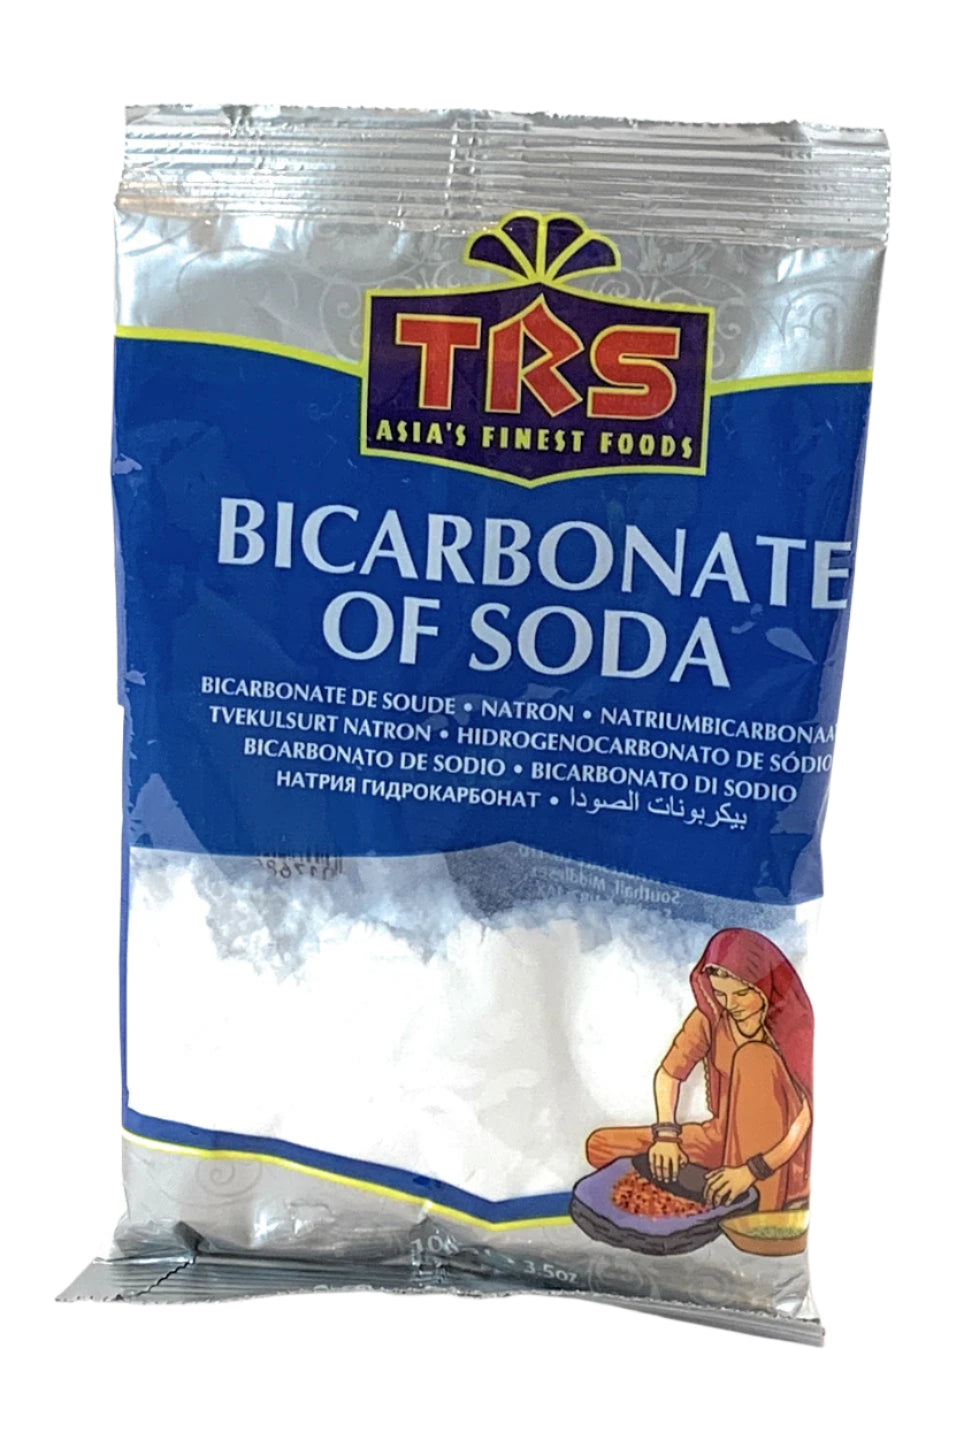 TRS
ASIA'S FINEST FOODS
BICARBONATE
OF SODA
BICARBONATE DE SOUDE • NATRON • NATRIUMBICARBONAA
TVEKULSURT NATRON • HIDROGENOCARBONATO DE SÓDIO
BICARBONATO DE SODIO • BICARBONATO DI SODIO
НАТРИЯ ГИДРОКАРБОНАТ • بيكربونات الصودا
3.5oz